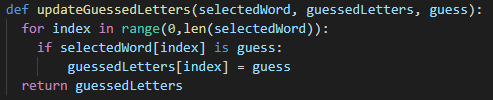 def updateGuessedLetters(selectedWord, guessedLetters, guess):
  for index in range(0,len(selectedWord)):
    if selectedWord[index] is guess:
      guessedLetters[index] = guess
  return guessedLetters